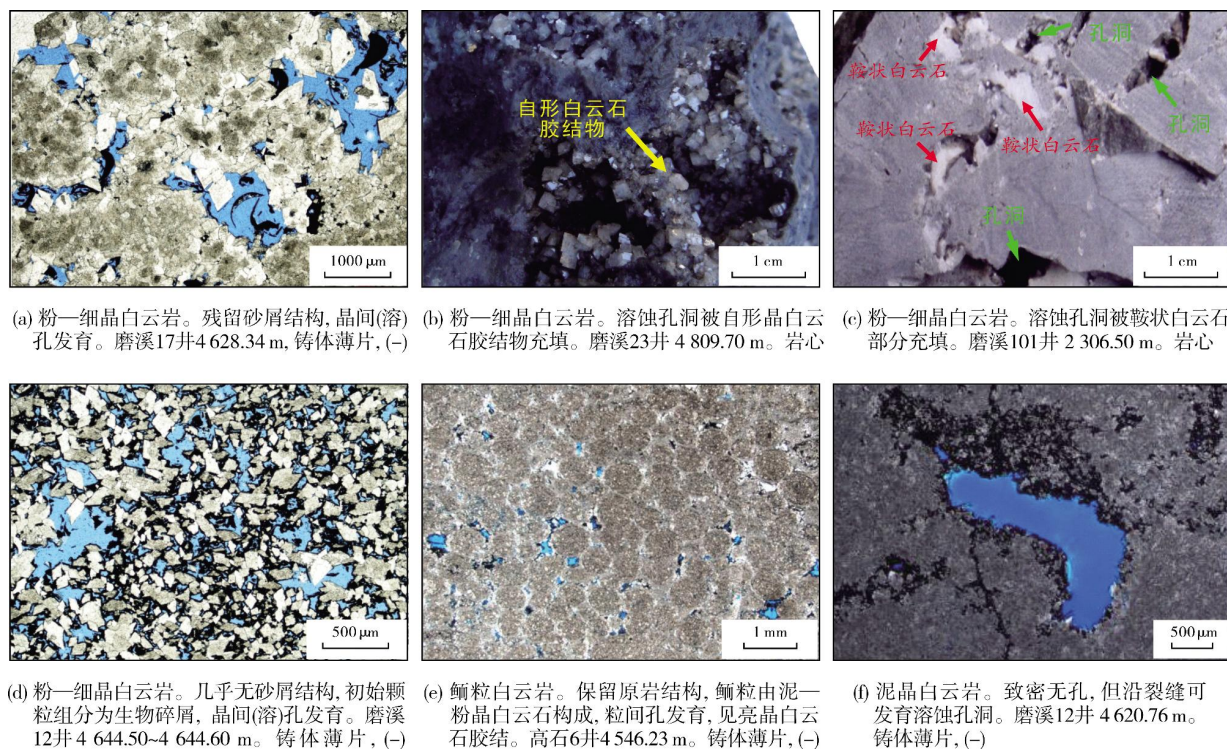 1000 μm
自形白云石
胶结物
1 cm
孔洞
鞍状白云石
孔洞
鞍状白云石
鞍状白云石
孔洞
1 cm
(a) 粉—细晶白云岩。残留砂屑结构, 晶间(溶)
孔发育。磨溪17井4 628.34 m, 铸体薄片, (−)
(b) 粉—细晶白云岩。溶蚀孔洞被自形晶白云
石胶结物充填。磨溪23井 4 809.70 m。岩心
(c) 粉—细晶白云岩。溶蚀孔洞被鞍状白云石
部分充填。磨溪101井 2 306.50 m。岩心
500 μm
1 mm
500 μm
(d) 粉—细晶白云岩。几乎无砂屑结构, 初始颗
粒组分为生物碎屑, 晶间(溶)孔发育。磨溪
12井 4 644.50~4 644.60 m。铸体薄片, (−)
(e) 鲕粒白云岩。保留原岩结构, 鲕粒由泥—
粉晶白云石构成, 粒间孔发育, 见亮晶白云
石胶结。高石6井4 546.23 m。铸体薄片, (−)
(f) 泥晶白云岩。致密无孔, 但沿裂缝可
发育溶蚀孔洞。磨溪12井 4 620.76 m。
铸体薄片, (−)